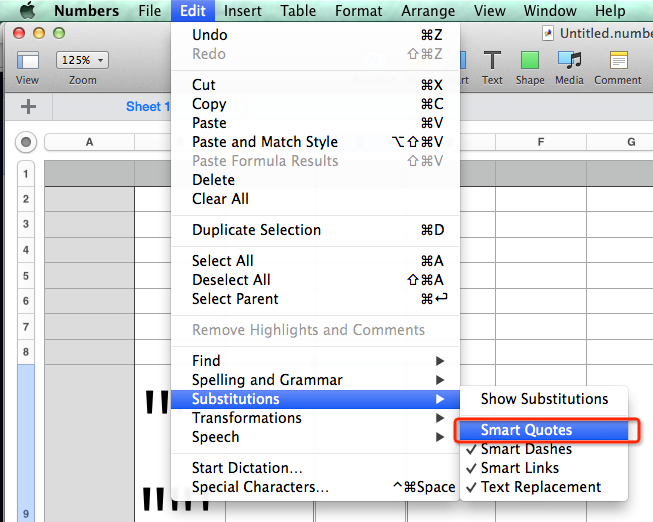 Numbers File Edit Insert Table Format Arrange View Window Help
Untitled.numbe
125%
View Zoom Text Shape Media Comment
Sheet 1
A F G
1
2
3
4
5
6
7
8
9
Undo ⌘Z
Redo ⇧⌘Z
Cut ⌘X
Copy ⌘C
Paste ⌘V
Paste and Match Style ⌥⇧⌘V
Paste Formula Results ⇧⌘V
Delete
Clear All
Duplicate Selection ⌘D
Select All ⌘A
Deselect All ⇧⌘A
Select Parent ⌘↩
Remove Highlights and Comments
Find
Spelling and Grammar
Substitutions
Transformations
Speech
Start Dictation...
Special Characters... ^⌘Space
Show Substitutions
Smart Quotes
✓ Smart Dashes
✓ Smart Links
✓ Text Replacement